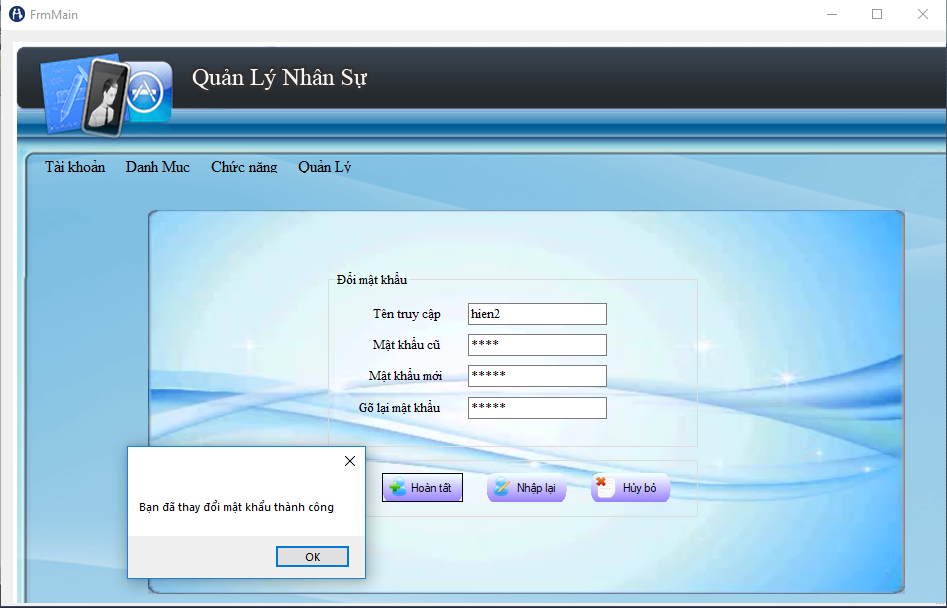 FrmMain
Quản Lý Nhân Sự
Tài khoản Danh Muc Chức năng Quản Lý
Đổi mật khẩu
Tên truy cập hien2
Mật khẩu cũ ****
Mật khẩu mới *****
Gõ lại mật khẩu *****
Hoàn tất Nhập lại Hủy bỏ
Bạn đã thay đổi mật khẩu thành công
OK